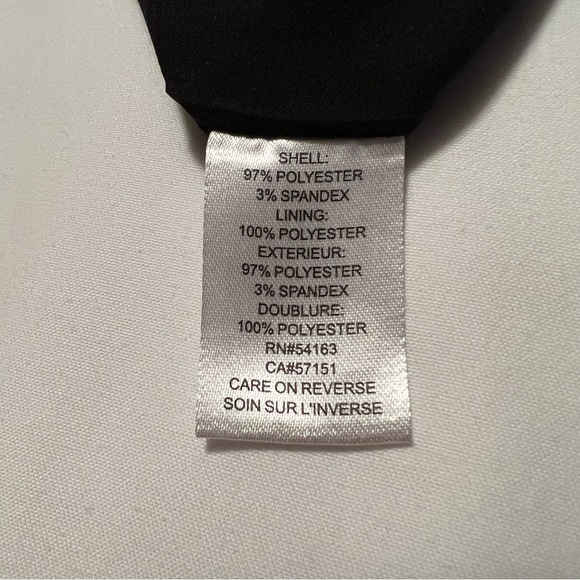 SHELL:
97% POLYESTER
3% SPANDEX
LINING:
100% POLYESTER
EXTERIEUR:
97% POLYESTER
3% SPANDEX
DOUBLURE:
100% POLYESTER
RN#54163
CA#57151
CARE ON REVERSE
SOIN SUR L'INVERSE